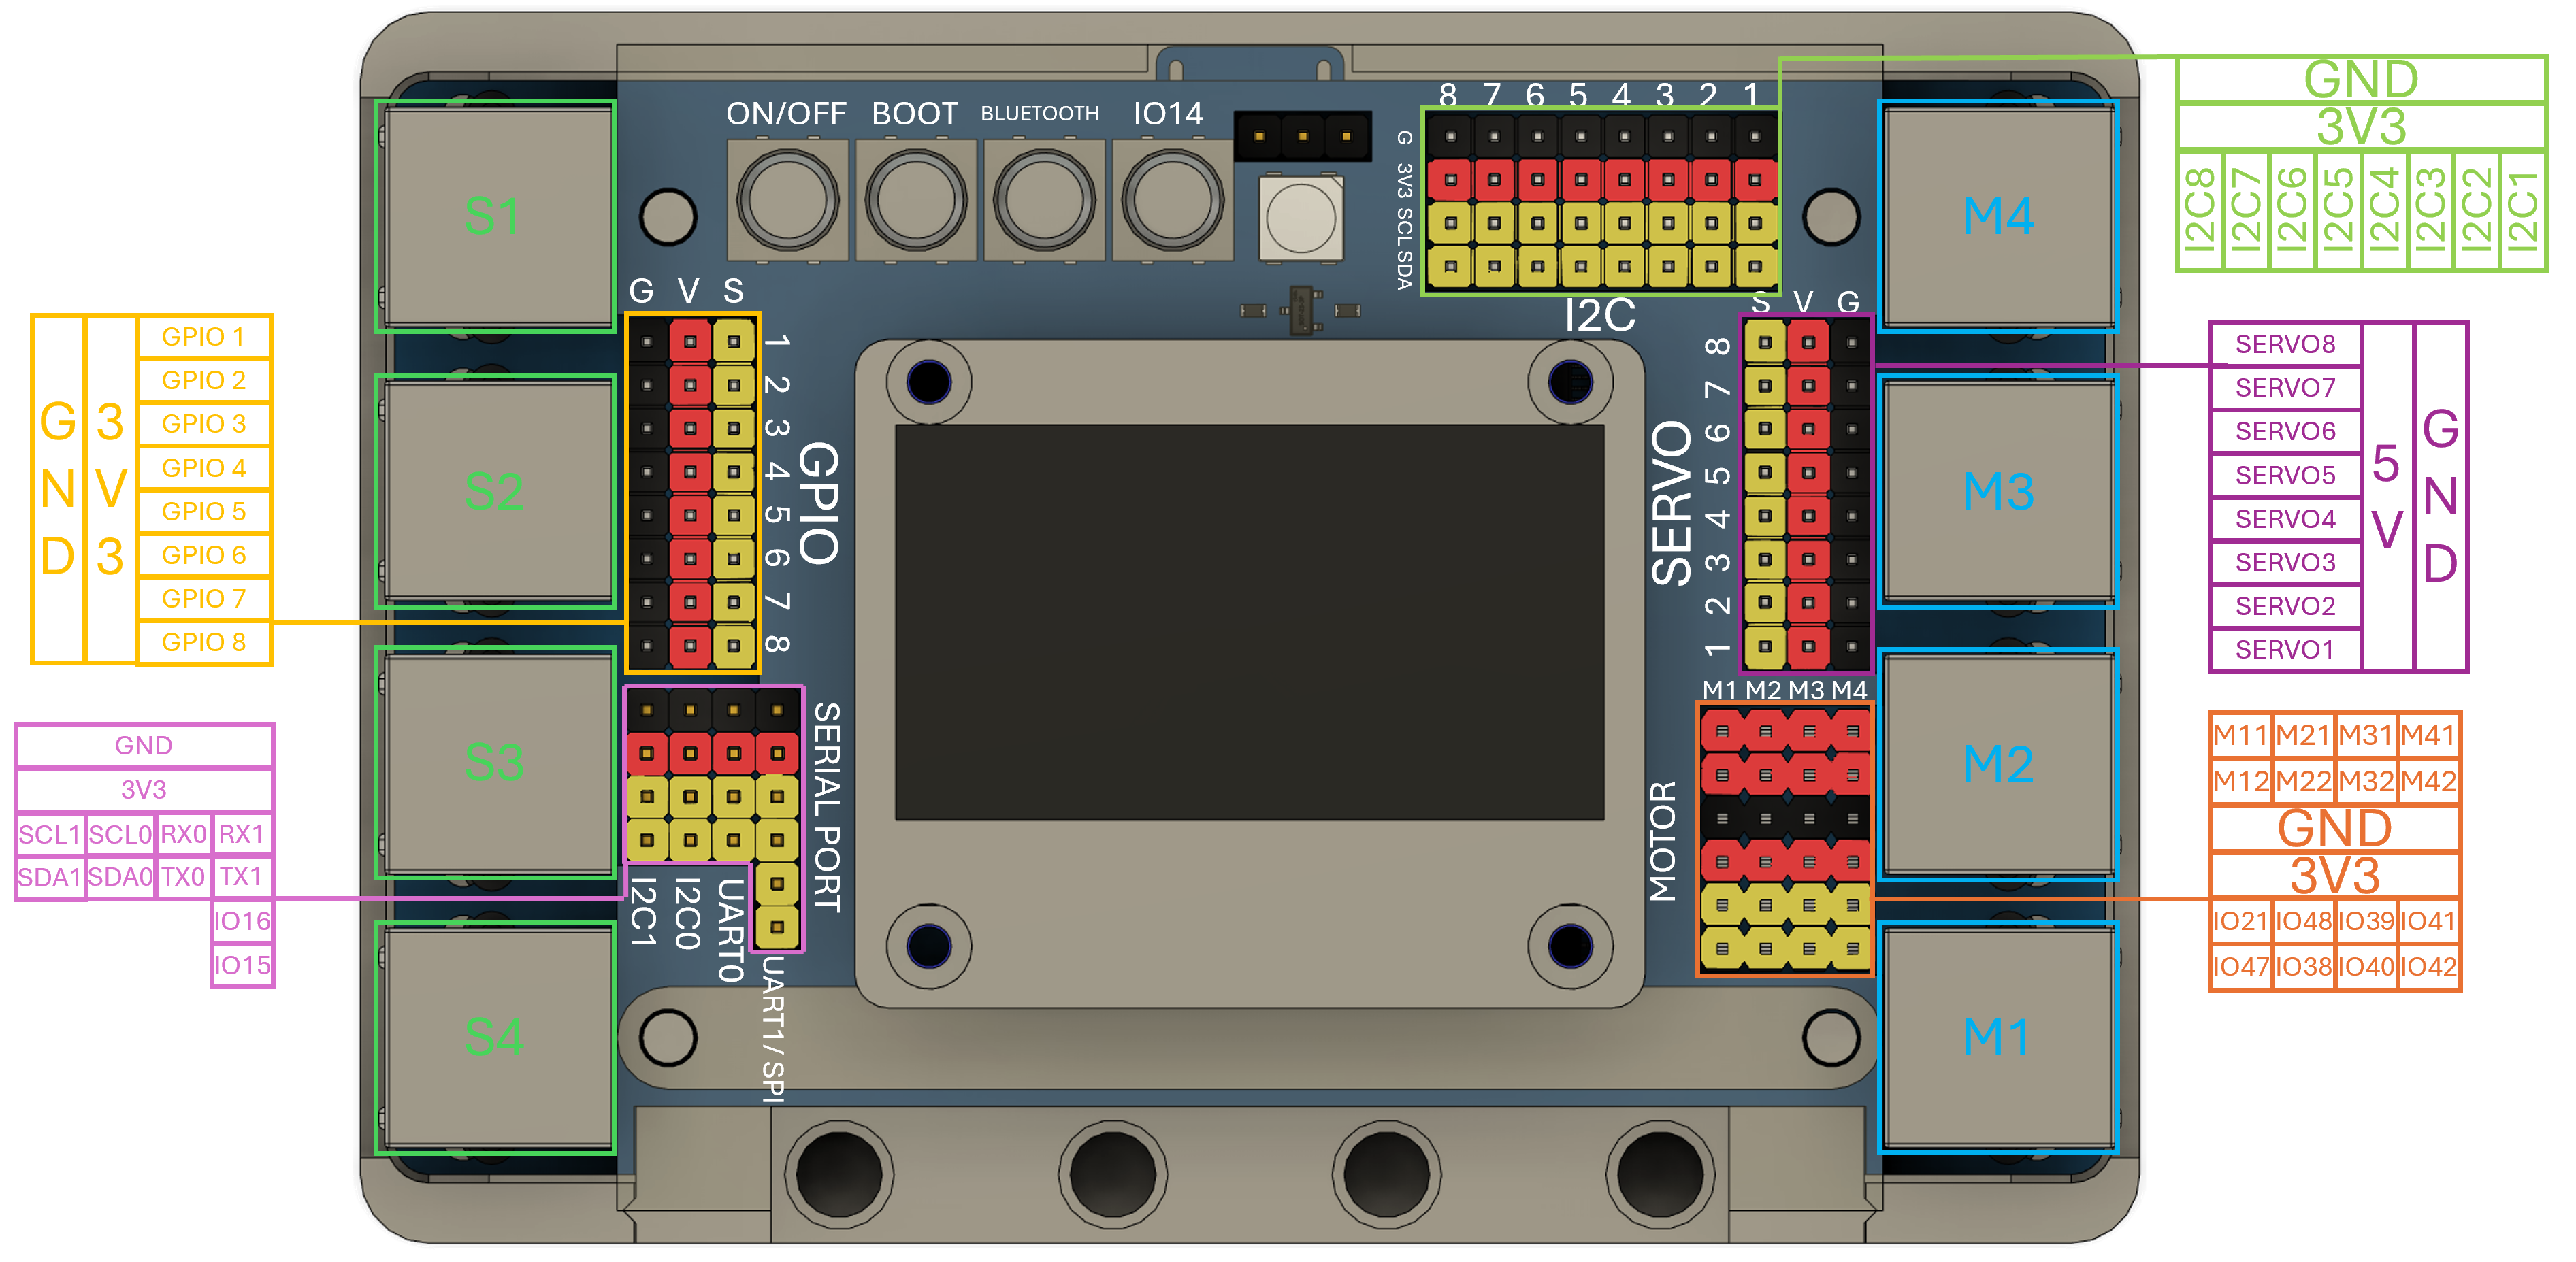 GND
3V3
I2C8 I2C7 I2C6 I2C5 I2C4 I2C3 I2C2 I2C1
8 7 6 5 4 3 2 1
G
3V3
SCL
SDA
I2C
ON/OFF BOOT BLUETOOTH IO14
S1
S2
S3
S4
M4
M3
M2
M1
G V S
1
2
3
4
5
6
7
8
GPIO
GND
3V3
GPIO 1
GPIO 2
GPIO 3
GPIO 4
GPIO 5
GPIO 6
GPIO 7
GPIO 8
S V G
8
7
6
5
4
3
2
1
SERVO
SERVO8
SERVO7
SERVO6
SERVO5
SERVO4
SERVO3
SERVO2
SERVO1
5V
GND
GND
3V3
SCL1 SCL0 RX0 RX1
SDA1 SDA0 TX0 TX1
IO16
IO15
SERIAL PORT
I2C1
I2C0
UART0
UART1/ SPI
M1 M2 M3 M4
MOTOR
M11 M21 M31 M41
M12 M22 M32 M42
GND
3V3
IO21 IO48 IO39 IO41
IO47 IO38 IO40 IO42